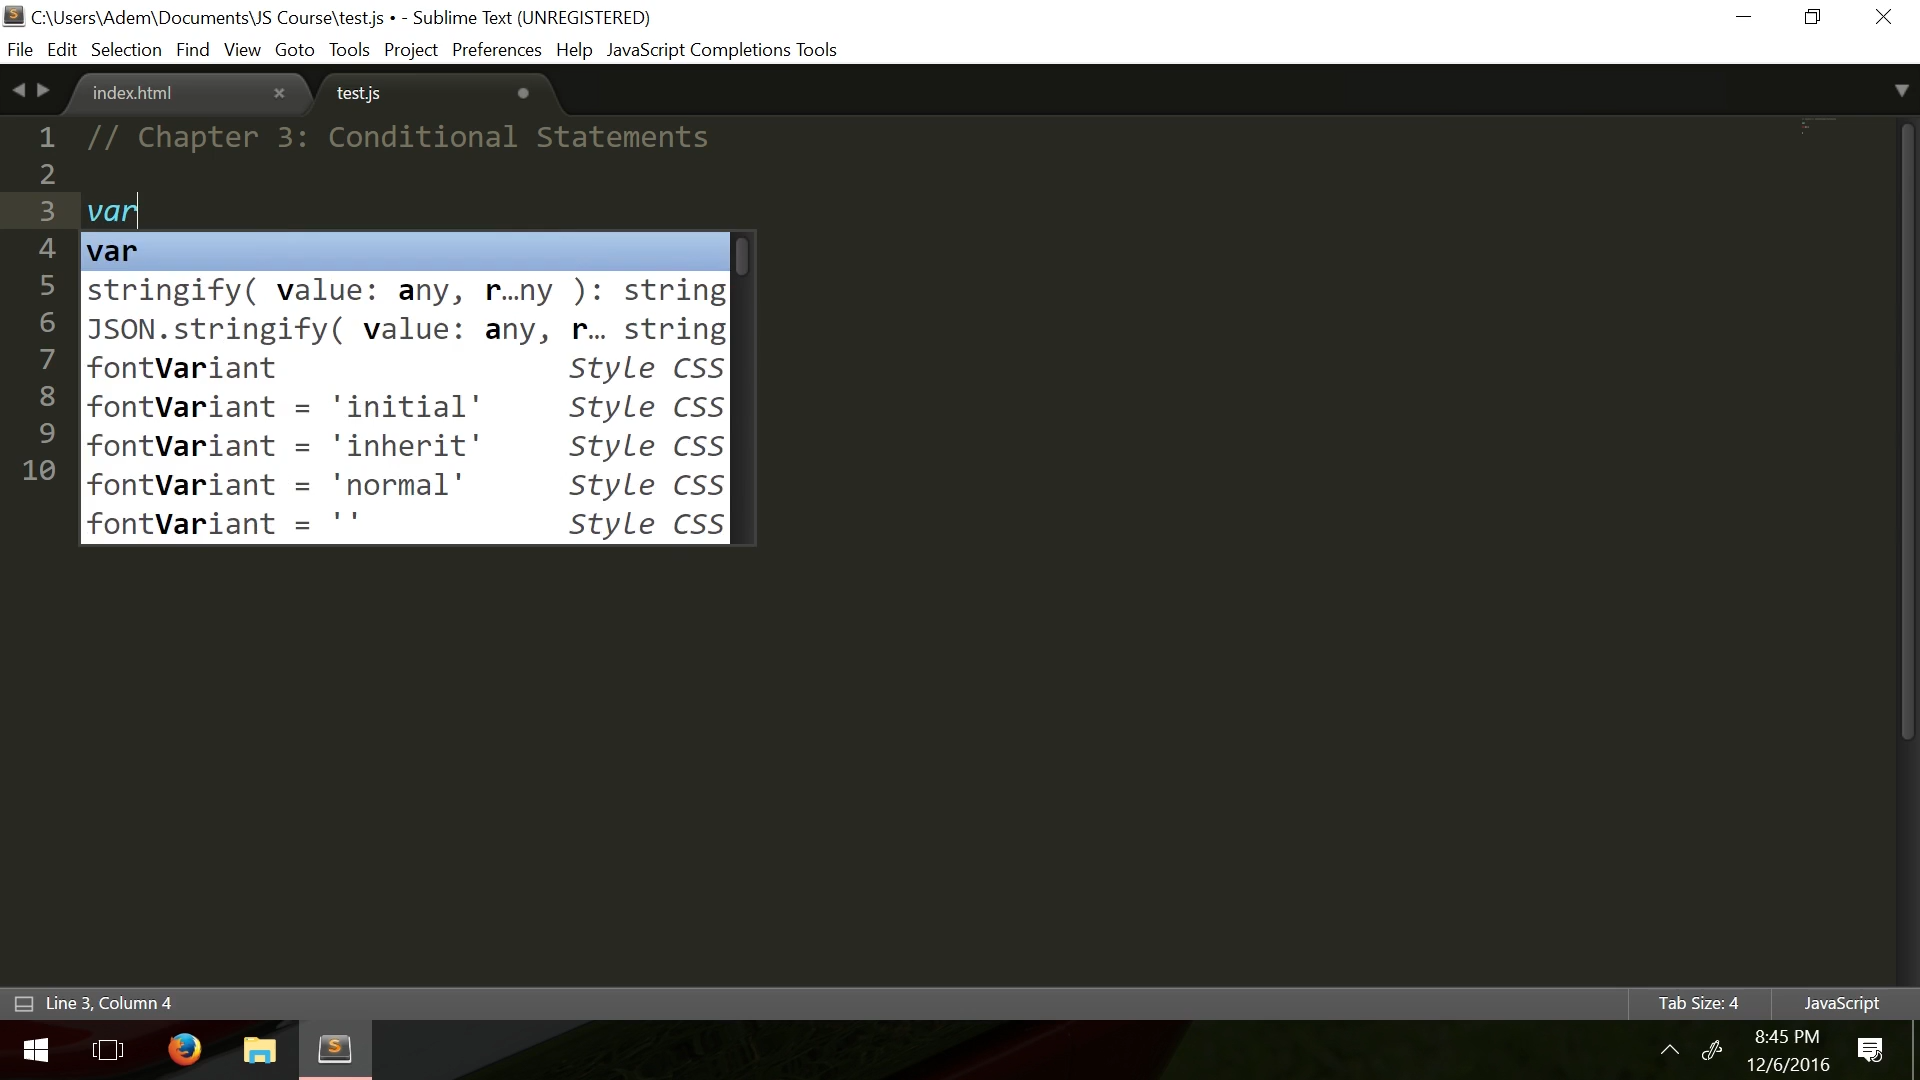 C:\Users\Adem\Documents\JS Course\test.js • - Sublime Text (UNREGISTERED)
File Edit Selection Find View Goto Tools Project Preferences Help JavaScript Completions Tools
index.html test.js
1 // Chapter 3: Conditional Statements
2
3 var
4 var
5 stringify( value: any, r…ny ): string
6 JSON.stringify( value: any, r… string
7 fontVariant Style CSS
8 fontVariant = 'initial' Style CSS
9 fontVariant = 'inherit' Style CSS
10 fontVariant = 'normal' Style CSS
fontVariant = '' Style CSS
Line 3, Column 4 Tab Size: 4 JavaScript
8:45 PM
12/6/2016